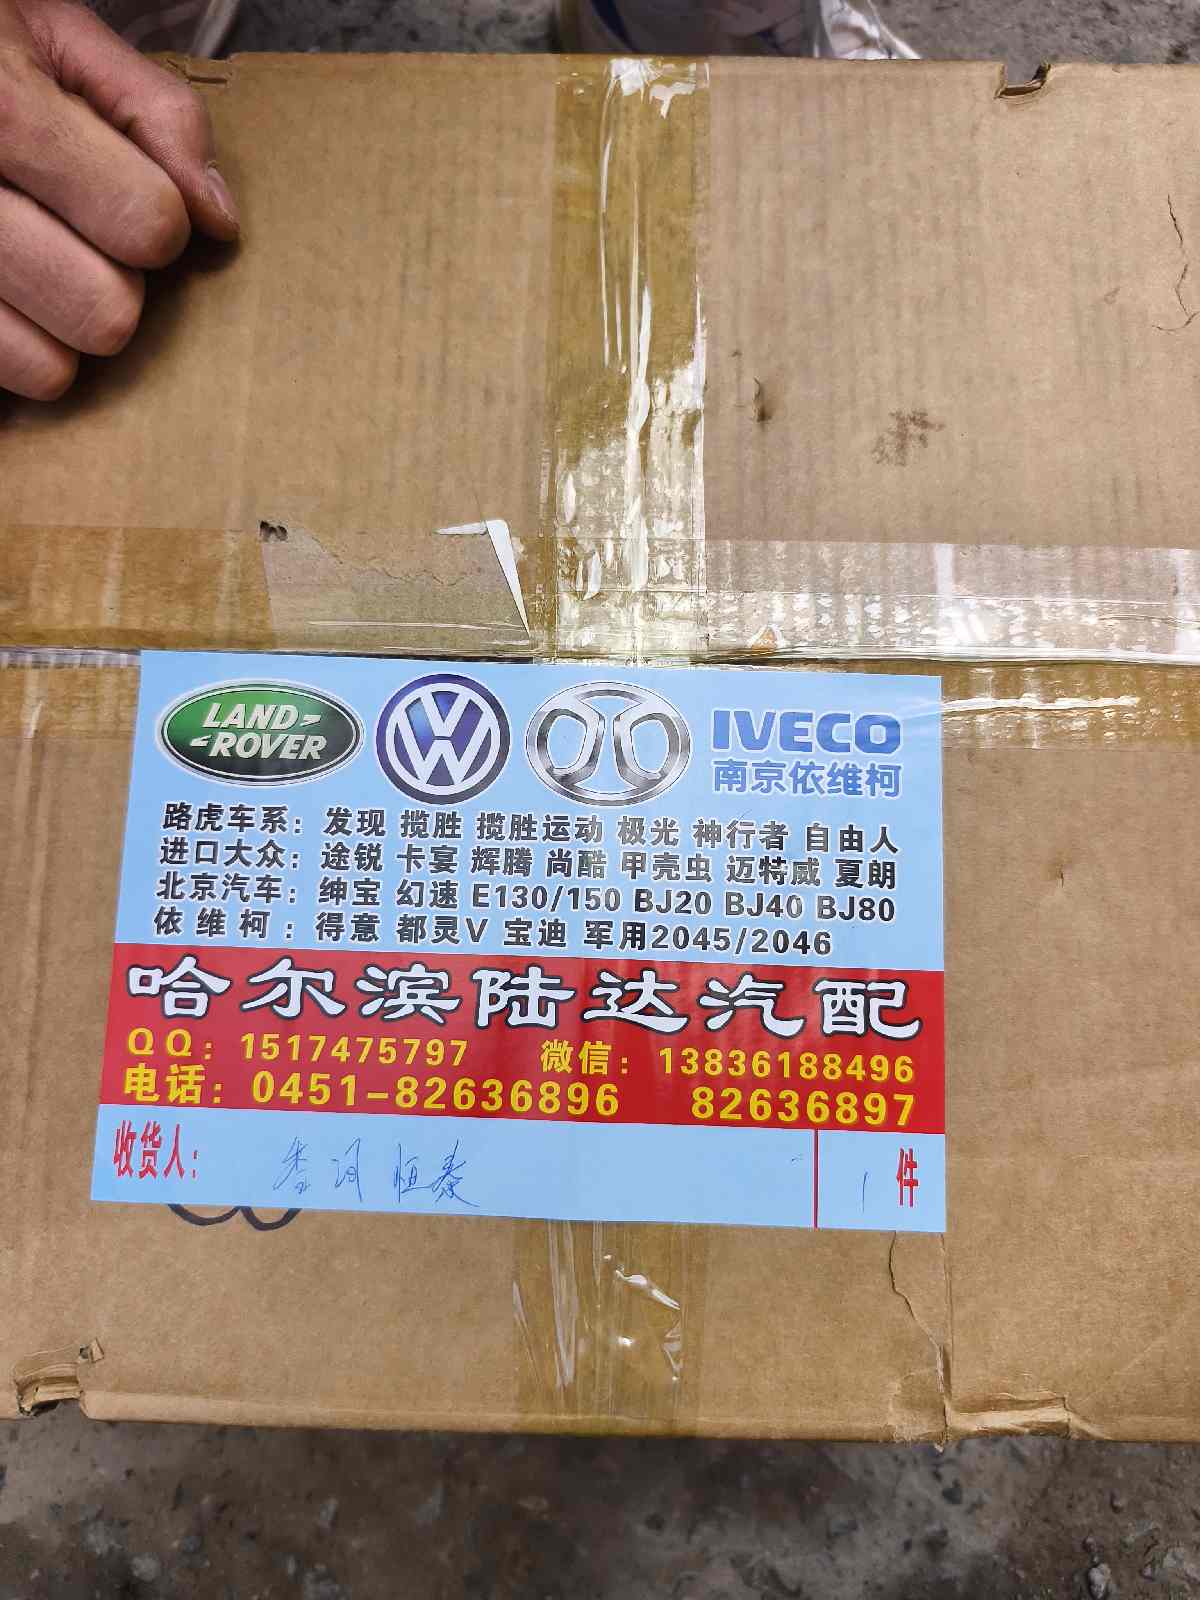 LAND
ROVER
IVECO
南京依维柯
路虎车系：发现 揽胜 揽胜运动 极光 神行者 自由人
进口大众：途锐 卡宴 辉腾 尚酷 甲壳虫 迈特威 夏朗
北京汽车：绅宝 幻速 E130/150 BJ20 BJ40 BJ80
依维柯：得意 都灵V 宝迪 军用2045/2046
哈尔滨陆达汽配
QQ：1517475797 微信：13836188496
电话：0451-82636896 82636897
收货人： 恒泰 1 件